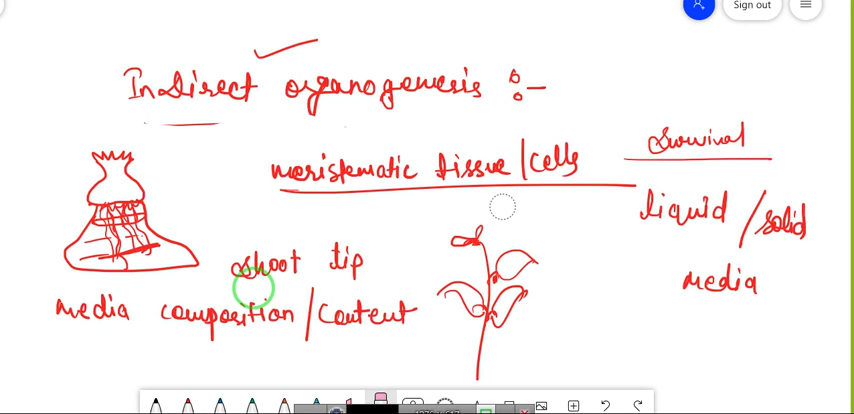 Sign out
Indirect organogenesis :-
Survival
meristematic tissue/cells
liquid / solid
media
shoot tip
media composition / content